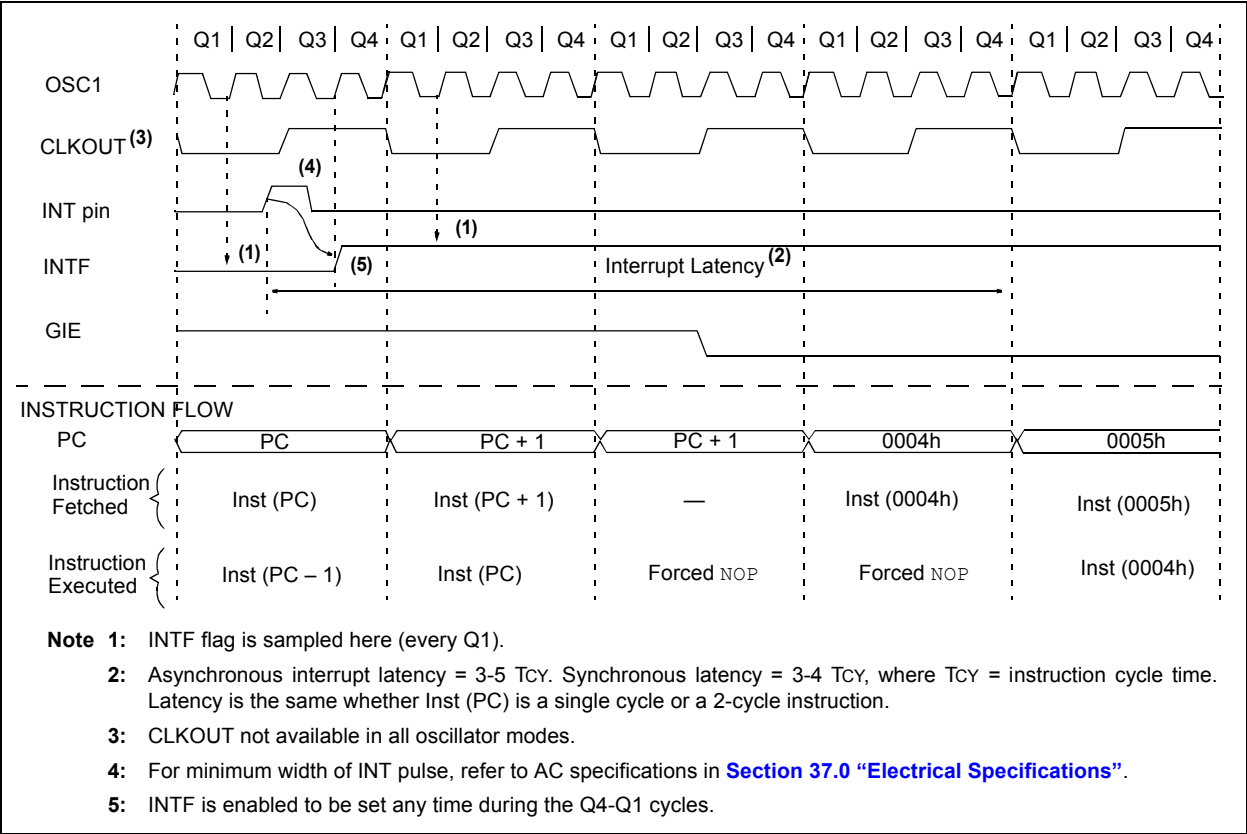 Q1 Q2 Q3 Q4 Q1 Q2 Q3 Q4 Q1 Q2 Q3 Q4 Q1 Q2 Q3 Q4 Q1 Q2 Q3 Q4
OSC1
CLKOUT (3)
(4)
INT pin
(1)
(1)
INTF
(5)
Interrupt Latency (2)
GIE
INSTRUCTION FLOW
PC
PC PC + 1 PC + 1 0004h 0005h
Instruction
Fetched
Inst (PC) Inst (PC + 1) — Inst (0004h) Inst (0005h)
Instruction
Executed
Inst (PC – 1) Inst (PC) Forced NOP Forced NOP Inst (0004h)
Note 1: INTF flag is sampled here (every Q1).
2: Asynchronous interrupt latency = 3-5 TCY. Synchronous latency = 3-4 TCY, where TCY = instruction cycle time.
Latency is the same whether Inst (PC) is a single cycle or a 2-cycle instruction.
3: CLKOUT not available in all oscillator modes.
4: For minimum width of INT pulse, refer to AC specifications in Section 37.0 “Electrical Specifications”.
5: INTF is enabled to be set any time during the Q4-Q1 cycles.